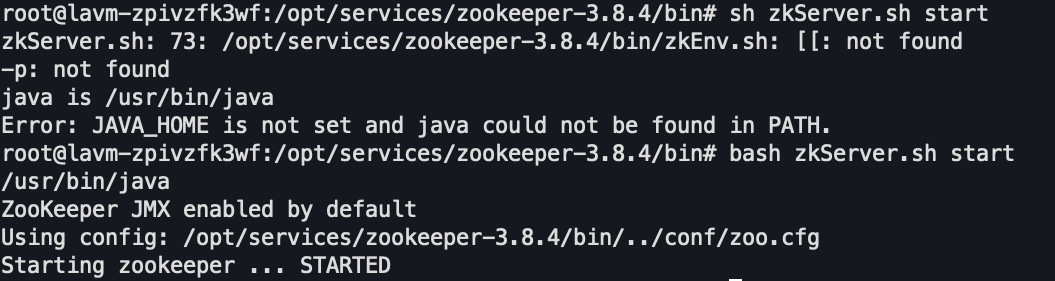 root@lavm-zpivzfk3wf:/opt/services/zookeeper-3.8.4/bin# sh zkServer.sh start
zkServer.sh: 73: /opt/services/zookeeper-3.8.4/bin/zkEnv.sh: [[: not found
-p: not found
java is /usr/bin/java
Error: JAVA_HOME is not set and java could not be found in PATH.
root@lavm-zpivzfk3wf:/opt/services/zookeeper-3.8.4/bin# bash zkServer.sh start
/usr/bin/java
ZooKeeper JMX enabled by default
Using config: /opt/services/zookeeper-3.8.4/bin/../conf/zoo.cfg
Starting zookeeper ... STARTED